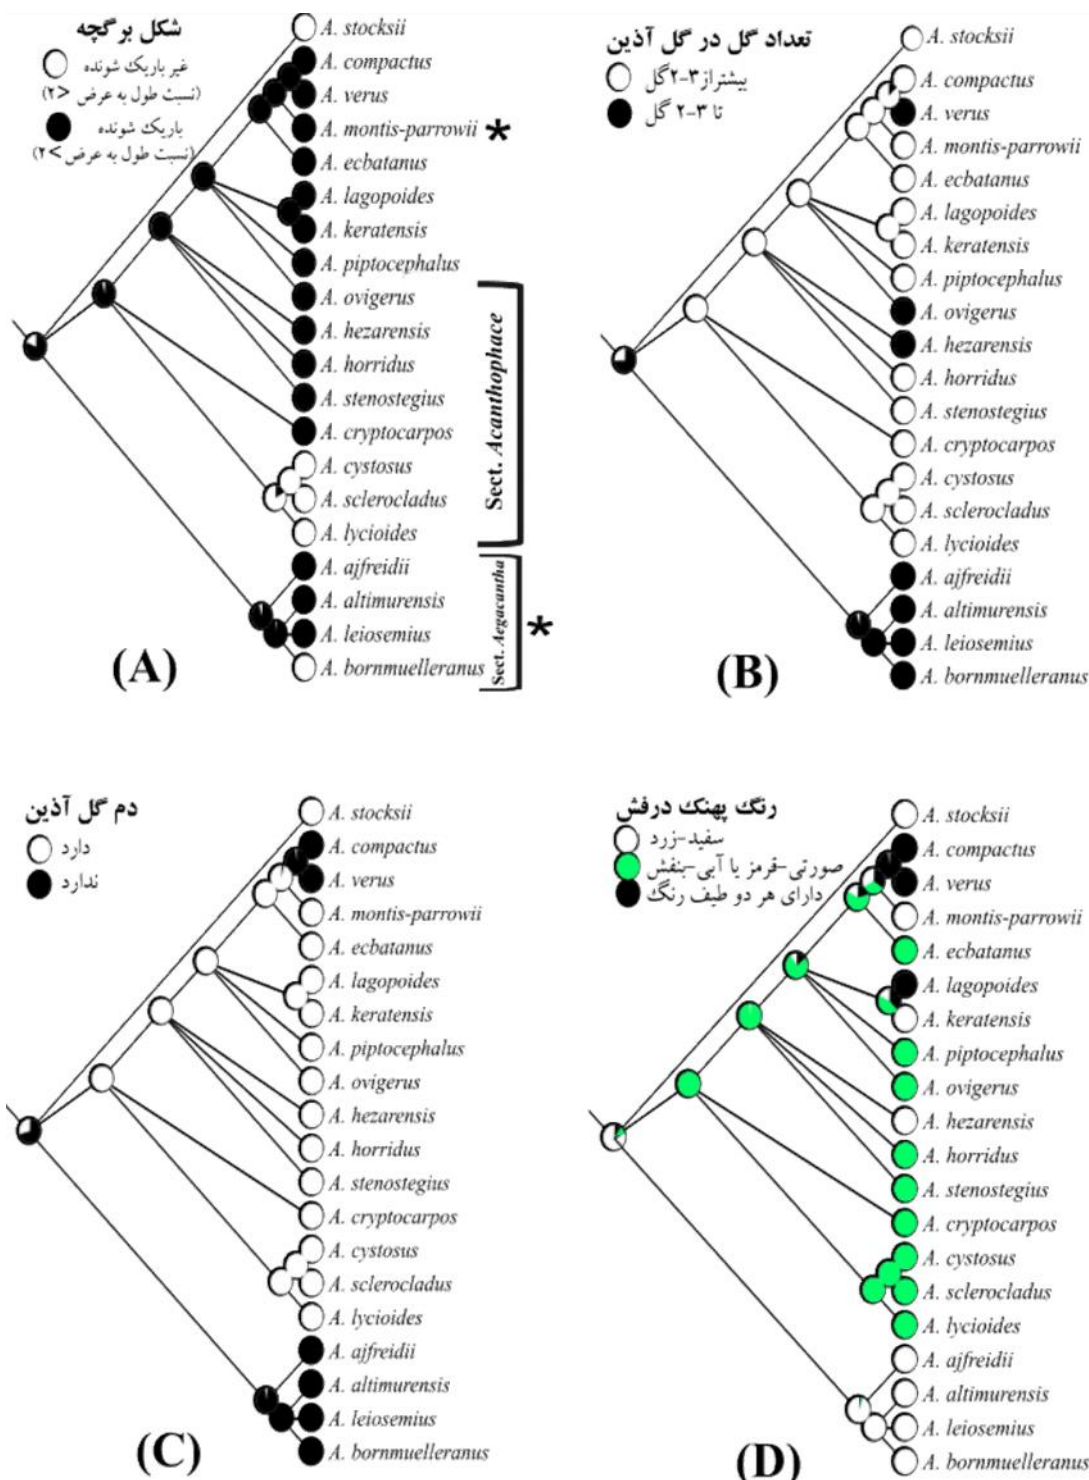 شکل برگچه
غیر باریک شونده
(نسبت طول به عرض <۲)
باریک شونده
(نسبت طول به عرض >۲)
A. stocksii
A. compactus
A. verus
A. montis-parrowii *
A. ecbatanus
A. lagopoides
A. keratensis
A. piptocephalus
A. ovigerus
A. hezarensis
A. horridus
A. stenostegius
A. cryptocarpos
A. cystosus
A. sclerocladus
A. lycioides
A. ajfreidii
A. altimurensis
A. leiosemius
A. bornmuelleranus
Sect. Acanthophace
Sect. Aegacantha
*
(A)
تعداد گل در گل آذین
بیشتراز ۳-۲گل
تا ۳-۲ گل
A. stocksii
A. compactus
A. verus
A. montis-parrowii
A. ecbatanus
A. lagopoides
A. keratensis
A. piptocephalus
A. ovigerus
A. hezarensis
A. horridus
A. stenostegius
A. cryptocarpos
A. cystosus
A. sclerocladus
A. lycioides
A. ajfreidii
A. altimurensis
A. leiosemius
A. bornmuelleranus
(B)
دم گل آذین
دارد
ندارد
A. stocksii
A. compactus
A. verus
A. montis-parrowii
A. ecbatanus
A. lagopoides
A. keratensis
A. piptocephalus
A. ovigerus
A. hezarensis
A. horridus
A. stenostegius
A. cryptocarpos
A. cystosus
A. sclerocladus
A. lycioides
A. ajfreidii
A. altimurensis
A. leiosemius
A. bornmuelleranus
(C)
رنگ پهنک درفش
سفید-زرد
صورتی-قرمز یا آبی-بنفش
دارای هر دو طیف رنگ
A. stocksii
A. compactus
A. verus
A. montis-parrowii
A. ecbatanus
A. lagopoides
A. keratensis
A. piptocephalus
A. ovigerus
A. hezarensis
A. horridus
A. stenostegius
A. cryptocarpos
A. cystosus
A. sclerocladus
A. lycioides
A. ajfreidii
A. altimurensis
A. leiosemius
A. bornmuelleranus
(D)